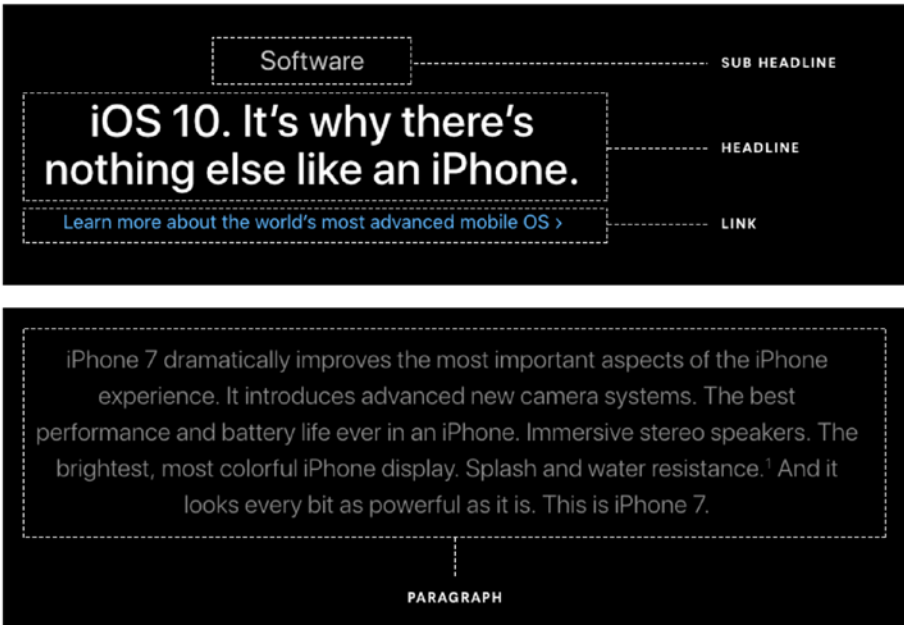 Software
SUB HEADLINE
iOS 10. It's why there's
nothing else like an iPhone.
HEADLINE
Learn more about the world's most advanced mobile OS >
LINK
iPhone 7 dramatically improves the most important aspects of the iPhone
experience. It introduces advanced new camera systems. The best
performance and battery life ever in an iPhone. Immersive stereo speakers. The
brightest, most colorful iPhone display. Splash and water resistance.¹ And it
looks every bit as powerful as it is. This is iPhone 7.
PARAGRAPH